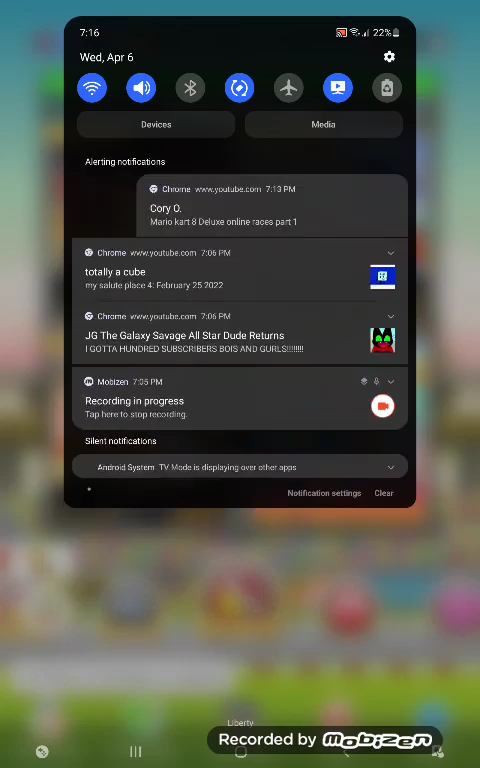 7:16
22%
Wed, Apr 6
Devices
Media
Alerting notifications
Chrome www.youtube.com 7:13 PM
Cory O.
Mario kart 8 Deluxe online races part 1
Chrome www.youtube.com 7:06 PM
totally a cube
my salute place 4: February 25 2022
Chrome www.youtube.com 7:06 PM
JG The Galaxy Savage All Star Dude Returns
I GOTTA HUNDRED SUBSCRIBERS BOIS AND GURLS!!!!!!!!
Mobizen 7:05 PM
Recording in progress
Tap here to stop recording.
Silent notifications
Android System TV Mode is displaying over other apps
Notification settings
Clear
Liberty
Recorded by Mobizen